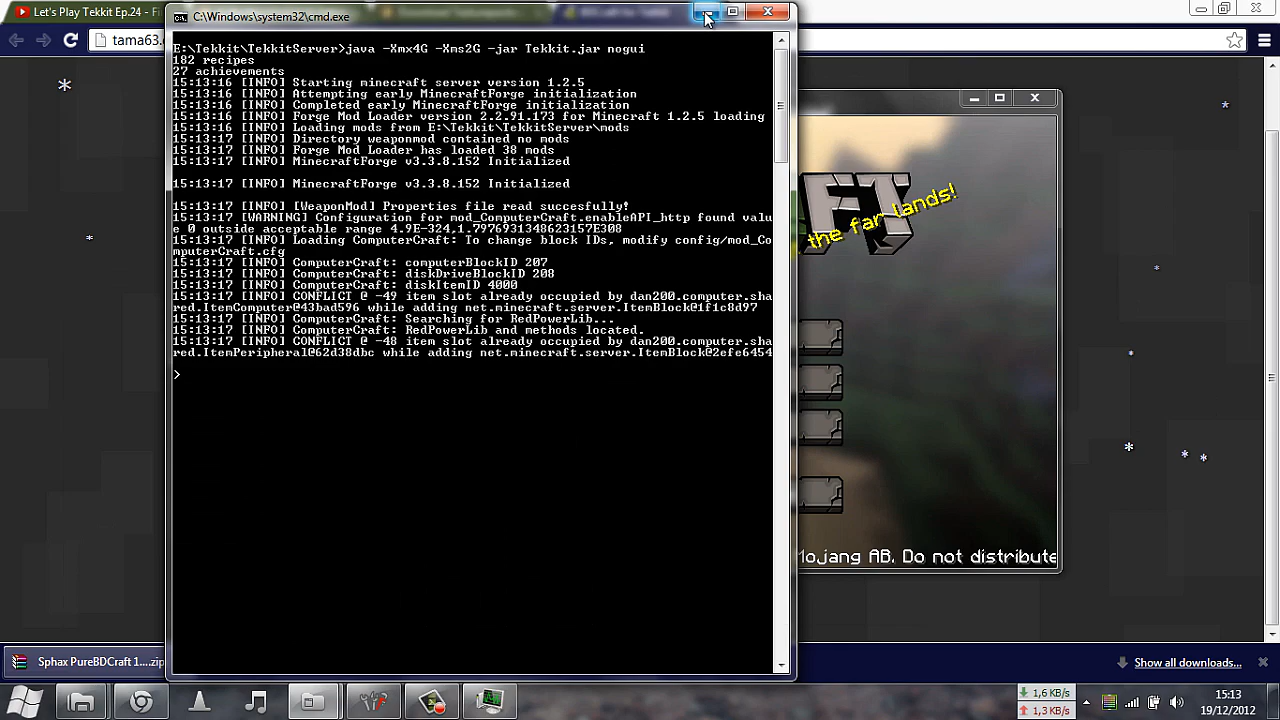 Let's Play Tekkit Ep.24 - Fi
C:\Windows\system32\cmd.exe
tama63.
E:\Tekkit\TekkitServer>java -Xmx4G -Xms2G -jar Tekkit.jar nogui
182 recipes
27 achievements
15:13:16 [INFO] Starting minecraft server version 1.2.5
15:13:16 [INFO] Attempting early MinecraftForge initialization
15:13:16 [INFO] Completed early MinecraftForge initialization
15:13:16 [INFO] Forge Mod Loader version 2.2.91.173 for Minecraft 1.2.5 loading
15:13:16 [INFO] Loading mods from E:\Tekkit\TekkitServer\mods
15:13:17 [INFO] Directory weaponmod contained no mods
15:13:17 [INFO] Forge Mod Loader has loaded 38 mods
15:13:17 [INFO] MinecraftForge v3.3.8.152 Initialized
15:13:17 [INFO] MinecraftForge v3.3.8.152 Initialized
15:13:17 [INFO] [WeaponMod] Properties file read succesfully!
15:13:17 [WARNING] Configuration for mod_ComputerCraft.enableAPI_http found valu
e 0 outside acceptable range 4.9E-324,1.7976931348623157E308
15:13:17 [INFO] Loading ComputerCraft: To change block IDs, modify config/mod_Co
mputerCraft.cfg
15:13:17 [INFO] ComputerCraft: computerBlockID 207
15:13:17 [INFO] ComputerCraft: diskDriveBlockID 208
15:13:17 [INFO] ComputerCraft: diskItemID 4000
15:13:17 [INFO] CONFLICT @ -49 item slot already occupied by dan200.computer.sha
red.ItemComputer@43bad596 while adding net.minecraft.server.ItemBlock@1f1c8d97
15:13:17 [INFO] ComputerCraft: Searching for RedPowerLib...
15:13:17 [INFO] ComputerCraft: RedPowerLib and methods located.
15:13:17 [INFO] CONFLICT @ -48 item slot already occupied by dan200.computer.sha
red.ItemPeripheral@62d38dbc while adding net.minecraft.server.ItemBlock@2efe6454
>
FT
the far lands!
Mojang AB. Do not distribute
Sphax PureBDCraft 1....zip
Show all downloads...
1,6 KB/s
1,3 KB/s
15:13
19/12/2012